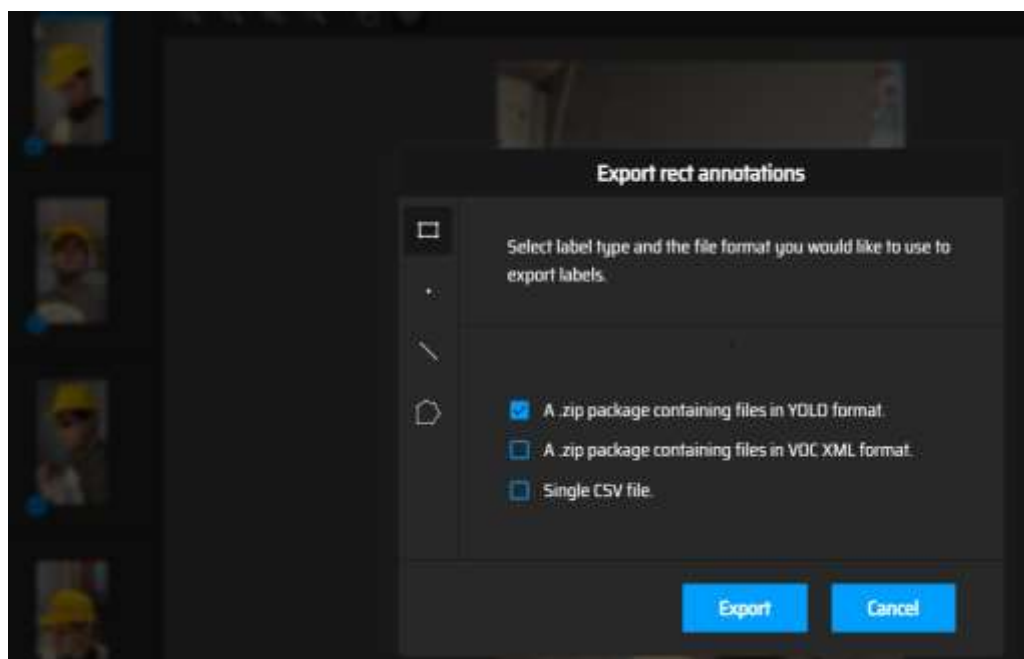 Export rect annotations
Select label type and the file format you would like to use to
export labels.
A .zip package containing files in YOLO format.
A .zip package containing files in VOC XML format.
Single CSV file.
Export
Cancel